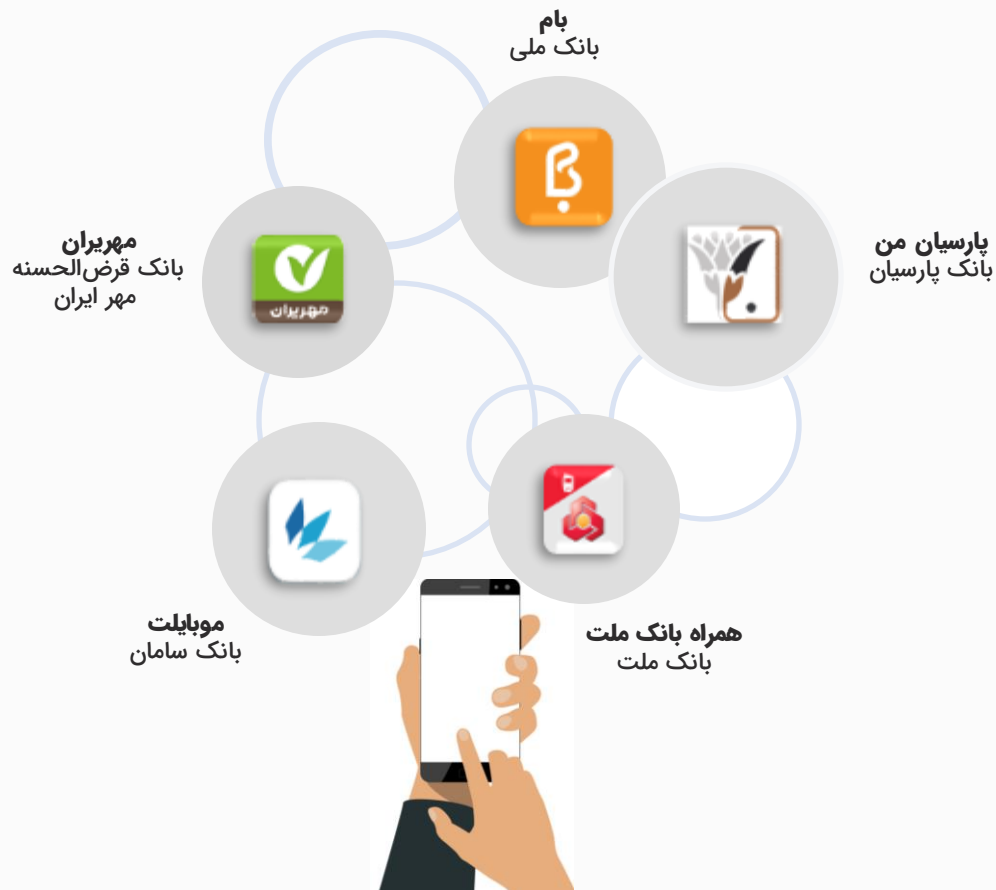 بام
بانک ملی
پارسیان من
بانک پارسیان
مهریران
بانک قرض‌الحسنه
مهر ایران
مهریران
موبایلت
بانک سامان
همراه بانک ملت
بانک ملت